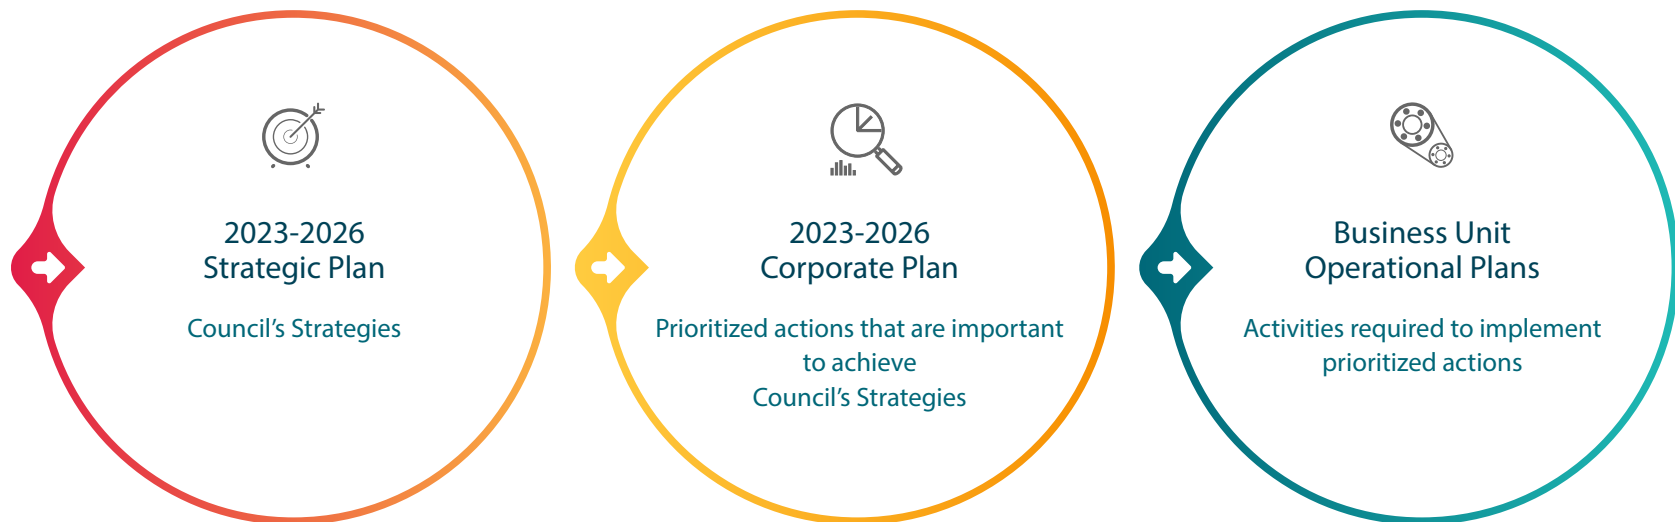 2023-2026
Strategic Plan
Council’s Strategies
2023-2026
Corporate Plan
Prioritized actions that are important
to achieve
Council’s Strategies
Business Unit
Operational Plans
Activities required to implement
prioritized actions